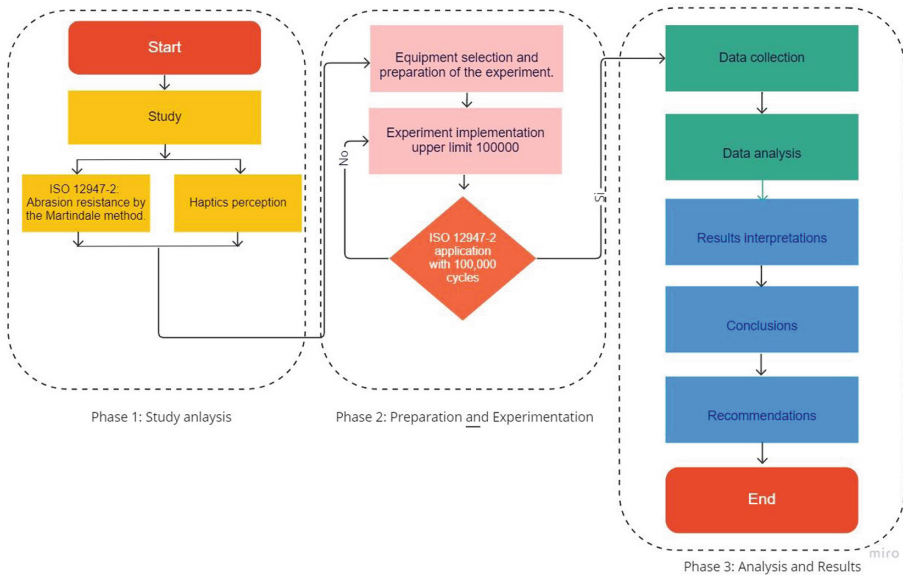 Start
Study
ISO 12947-2:
Abrasion resistance by
the Martindale method.
Haptics perception
Phase 1: Study anlaysis
Equipment selection and
preparation of the experiment.
Experiment implementation
upper limit 100000
No
ISO 12947-2
application
with 100,000
cycles
Si
Phase 2: Preparation and Experimentation
Data collection
Data analysis
Results interpretations
Conclusions
Recommendations
End
miro
Phase 3: Analysis and Results